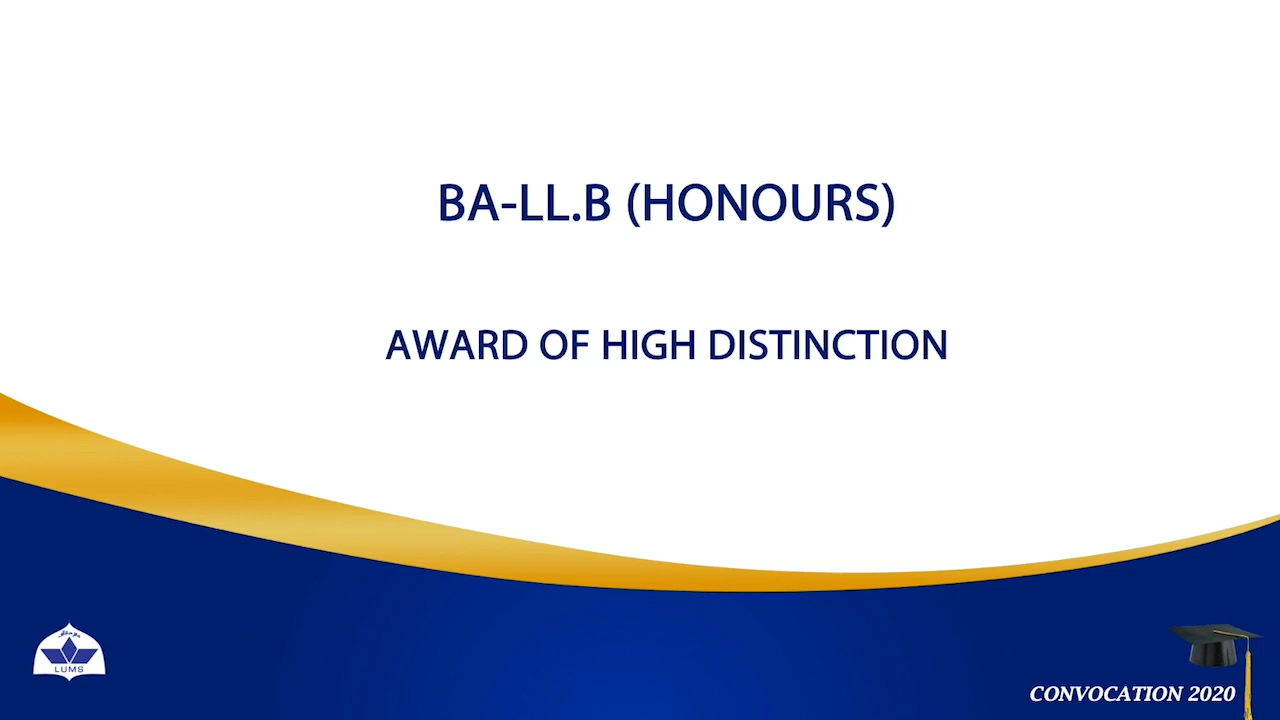 BA-LL.B (HONOURS)
AWARD OF HIGH DISTINCTION
LUMS
CONVOCATION 2020